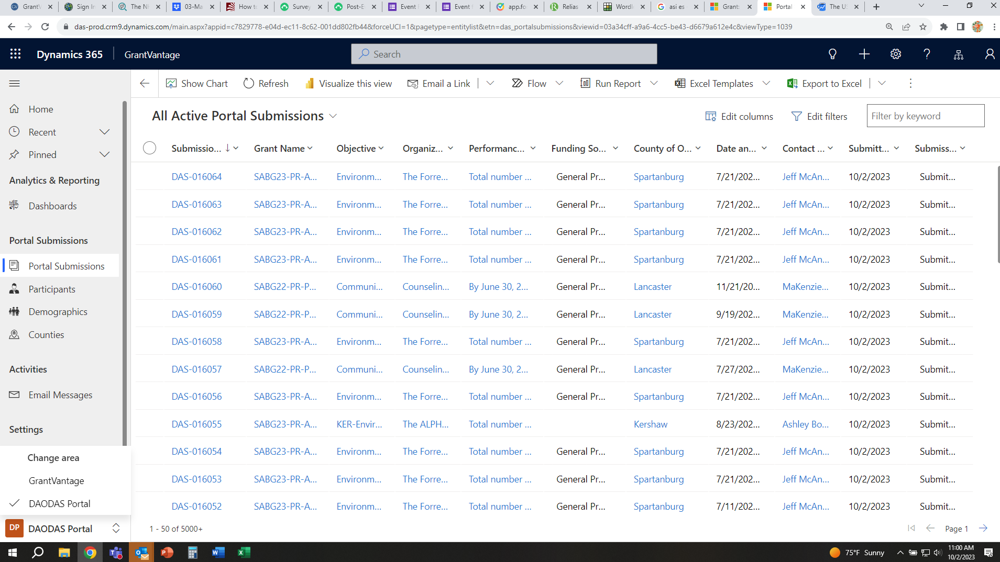 GrantV
Sign In
The NH
03-Ma
How to
Survey
Post-E
Event
Event
app.fo
Relias
Wordl
asi es
Grant
Portal
The US
das-prod.crm9.dynamics.com/main.aspx?appid=c7829778-e04d-ec11-8c62-001dd802fb44&forceUCI=1&pagetype=entitylist&etn=das_portalsubmissions&viewid=03a34cff-a9a6-4cc5-be43-d6679a612e4c&viewType=1039
Dynamics 365 GrantVantage Search
Show Chart Refresh Visualize this view Email a Link Flow Run Report Excel Templates Export to Excel
Home
Recent
Pinned
Analytics & Reporting
Dashboards
Portal Submissions
Portal Submissions
Participants
Demographics
Counties
Activities
Email Messages
Settings
Change area
GrantVantage
DAODAS Portal
DP DAODAS Portal
All Active Portal Submissions Edit columns Edit filters Filter by keyword
Submissio... Grant Name Objective Organiz... Performanc... Funding So... County of O... Date an... Contact ... Submitt... Submiss...
DAS-016064 SABG23-PR-A... Environm... The Forre... Total number ... General Pr... Spartanburg 7/21/202... Jeff McAn... 10/2/2023 Submit...
DAS-016063 SABG23-PR-A... Environm... The Forre... Total number ... General Pr... Spartanburg 7/21/202... Jeff McAn... 10/2/2023 Submit...
DAS-016062 SABG23-PR-A... Environm... The Forre... Total number ... General Pr... Spartanburg 7/21/202... Jeff McAn... 10/2/2023 Submit...
DAS-016061 SABG23-PR-A... Environm... The Forre... Total number ... General Pr... Spartanburg 7/21/202... Jeff McAn... 10/2/2023 Submit...
DAS-016060 SABG22-PR-P... Communi... Counselin... By June 30, 2... General Pr... Lancaster 11/21/20... MaKenzie... 10/2/2023 Submit...
DAS-016059 SABG22-PR-P... Communi... Counselin... By June 30, 2... General Pr... Lancaster 9/19/202... MaKenzie... 10/2/2023 Submit...
DAS-016058 SABG23-PR-A... Environm... The Forre... Total number ... General Pr... Spartanburg 7/21/202... Jeff McAn... 10/2/2023 Submit...
DAS-016057 SABG22-PR-P... Communi... Counselin... By June 30, 2... General Pr... Lancaster 7/27/202... MaKenzie... 10/2/2023 Submit...
DAS-016056 SABG23-PR-A... Environm... The Forre... Total number ... General Pr... Spartanburg 7/21/202... Jeff McAn... 10/2/2023 Submit...
DAS-016055 SABG23-PR-A... KER-Envir... The ALPH... Total number ... Kershaw 8/23/202... Ashley Bo... 10/2/2023 Submit...
DAS-016054 SABG23-PR-A... Environm... The Forre... Total number ... General Pr... Spartanburg 7/21/202... Jeff McAn... 10/2/2023 Submit...
DAS-016053 SABG23-PR-A... Environm... The Forre... Total number ... General Pr... Spartanburg 7/21/202... Jeff McAn... 10/2/2023 Submit...
DAS-016052 SABG23-PR-A... Environm... The Forre... Total number ... General Pr... Spartanburg 7/11/202... Jeff McAn... 10/2/2023 Submit...
1 - 50 of 5000+ Page 1
75°F Sunny
11:00 AM
10/2/2023